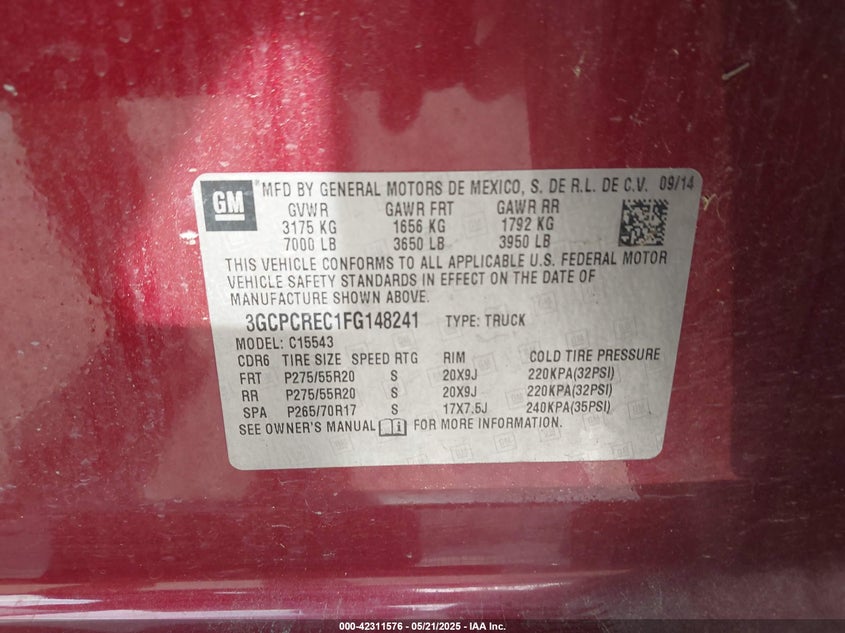 GM MFD BY GENERAL MOTORS DE MEXICO, S. DE R.L. DE C.V. 09/14
GVWR GAWR FRT GAWR RR
3175 KG 1656 KG 1792 KG
7000 LB 3650 LB 3950 LB
THIS VEHICLE CONFORMS TO ALL APPLICABLE U.S. FEDERAL MOTOR
VEHICLE SAFETY STANDARDS IN EFFECT ON THE DATE OF
MANUFACTURE SHOWN ABOVE.
3GCPCREC1FG148241 TYPE: TRUCK
MODEL: C15543
CDR6 TIRE SIZE SPEED RTG RIM COLD TIRE PRESSURE
FRT P275/55R20 S 20X9J 220KPA(32PSI)
RR P275/55R20 S 20X9J 220KPA(32PSI)
SPA P265/70R17 S 17X7.5J 240KPA(35PSI)
SEE OWNER'S MANUAL i FOR MORE INFORMATION.
000-42311576 — 05/21/2025 — IAA Inc.